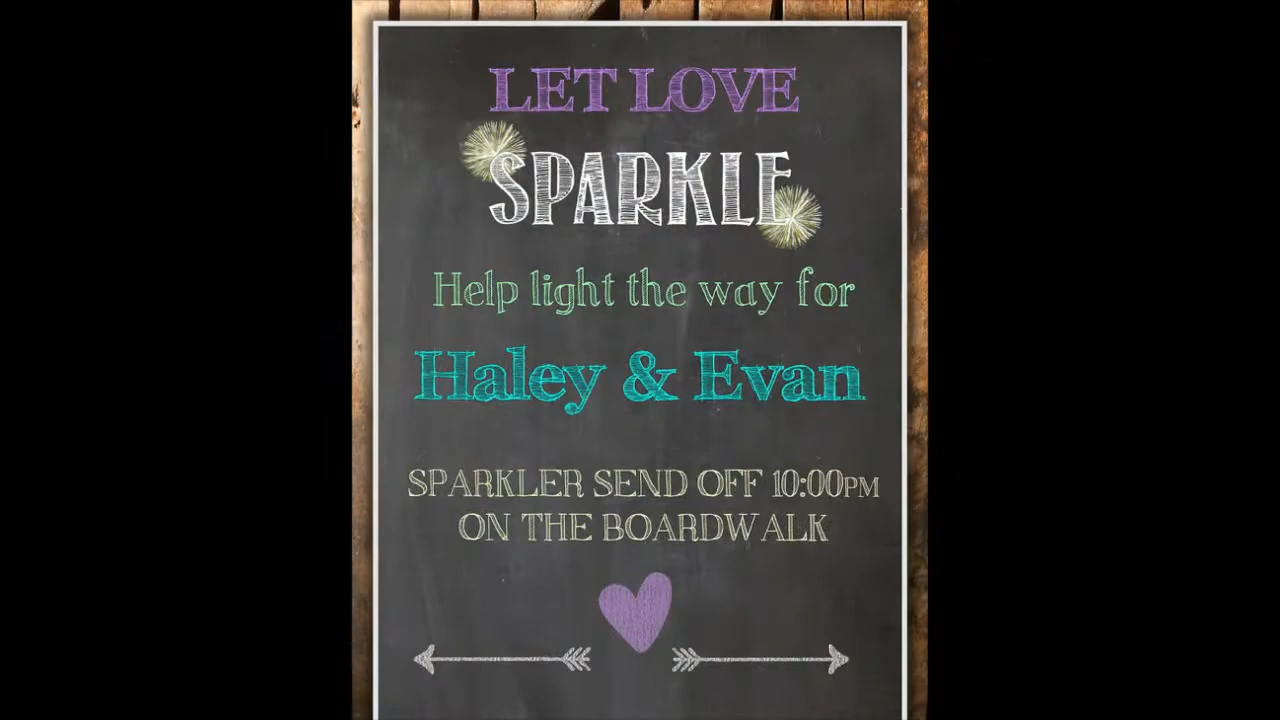 LET LOVE
SPARKLE
Help light the way for
Haley & Evan
SPARKLER SEND OFF 10:00PM
ON THE BOARDWALK